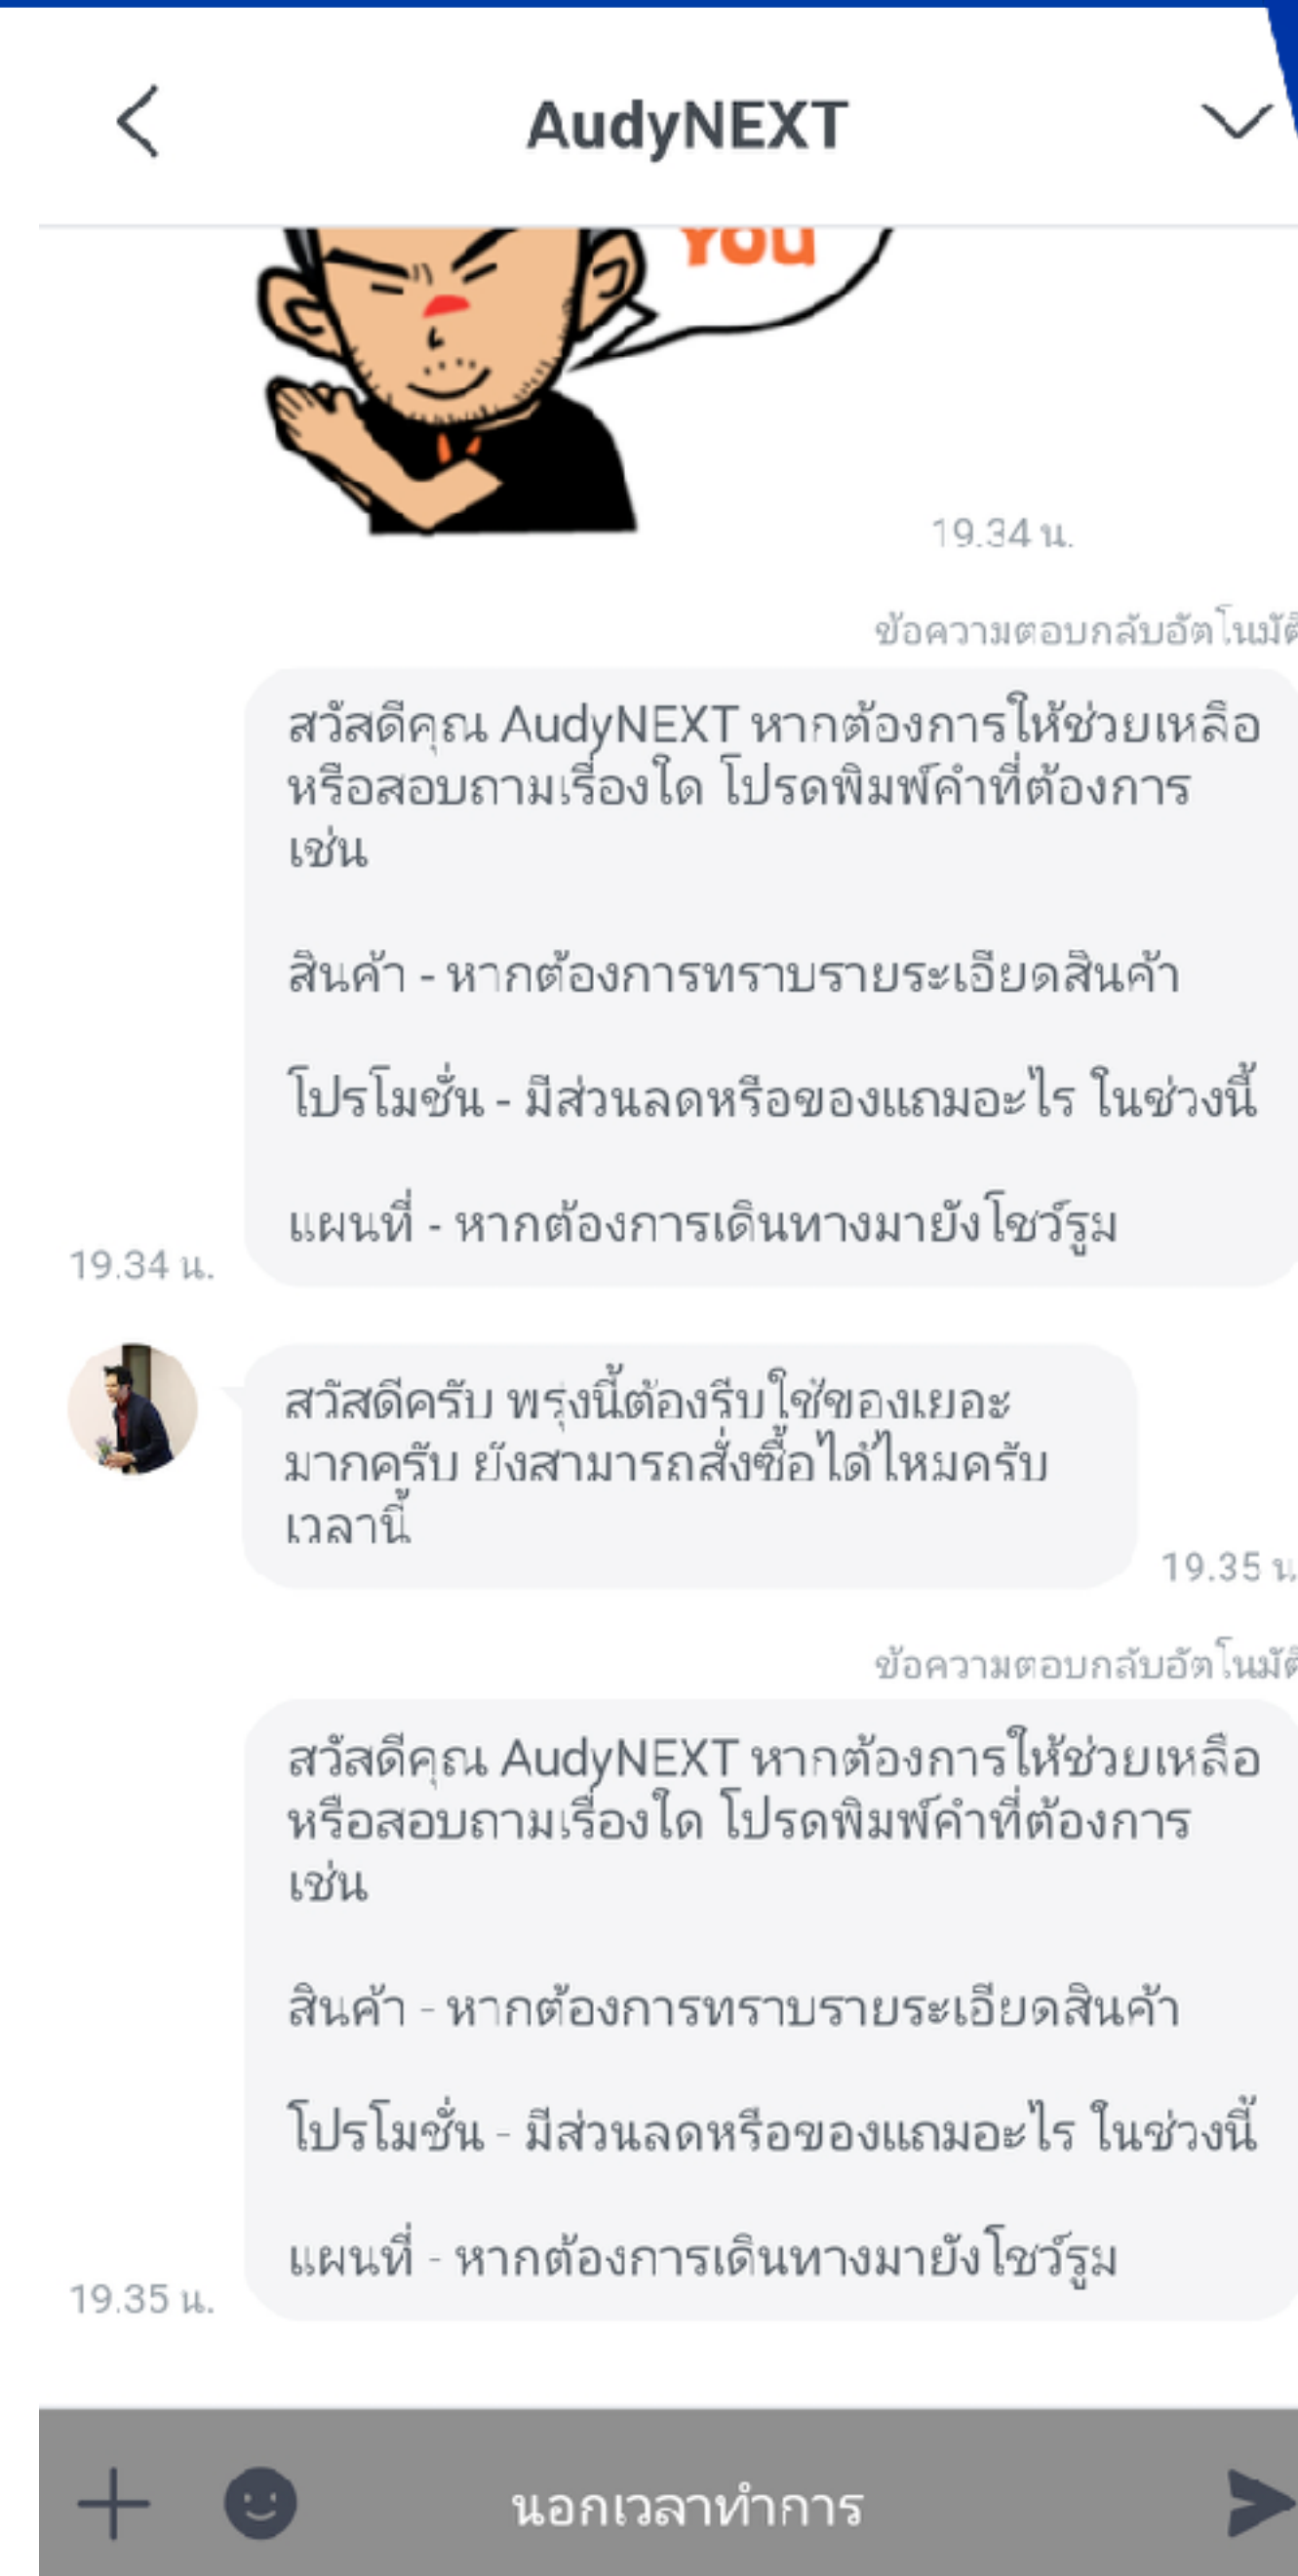 AudyNEXT
You
19.34 น.
ข้อความตอบกลับอัตโนมัติ
สวัสดีคุณ AudyNEXT หากต้องการให้ช่วยเหลือ
หรือสอบถามเรื่องใด โปรดพิมพ์คำที่ต้องการ
เช่น
สินค้า - หากต้องการทราบรายระเอียดสินค้า
โปรโมชั่น - มีส่วนลดหรือของแถมอะไร ในช่วงนี้
แผนที่ - หากต้องการเดินทางมายังโชว์รูม
19.34 น.
สวัสดีครับ พรุ่งนี้ต้องรีบใช้ของเยอะ
มากครับ ยังสามารถสั่งซื้อได้ไหมครับ
เวลานี้
19.35 น.
ข้อความตอบกลับอัตโนมัติ
สวัสดีคุณ AudyNEXT หากต้องการให้ช่วยเหลือ
หรือสอบถามเรื่องใด โปรดพิมพ์คำที่ต้องการ
เช่น
สินค้า - หากต้องการทราบรายระเอียดสินค้า
โปรโมชั่น - มีส่วนลดหรือของแถมอะไร ในช่วงนี้
แผนที่ - หากต้องการเดินทางมายังโชว์รูม
19.35 น.
นอกเวลาทำการ